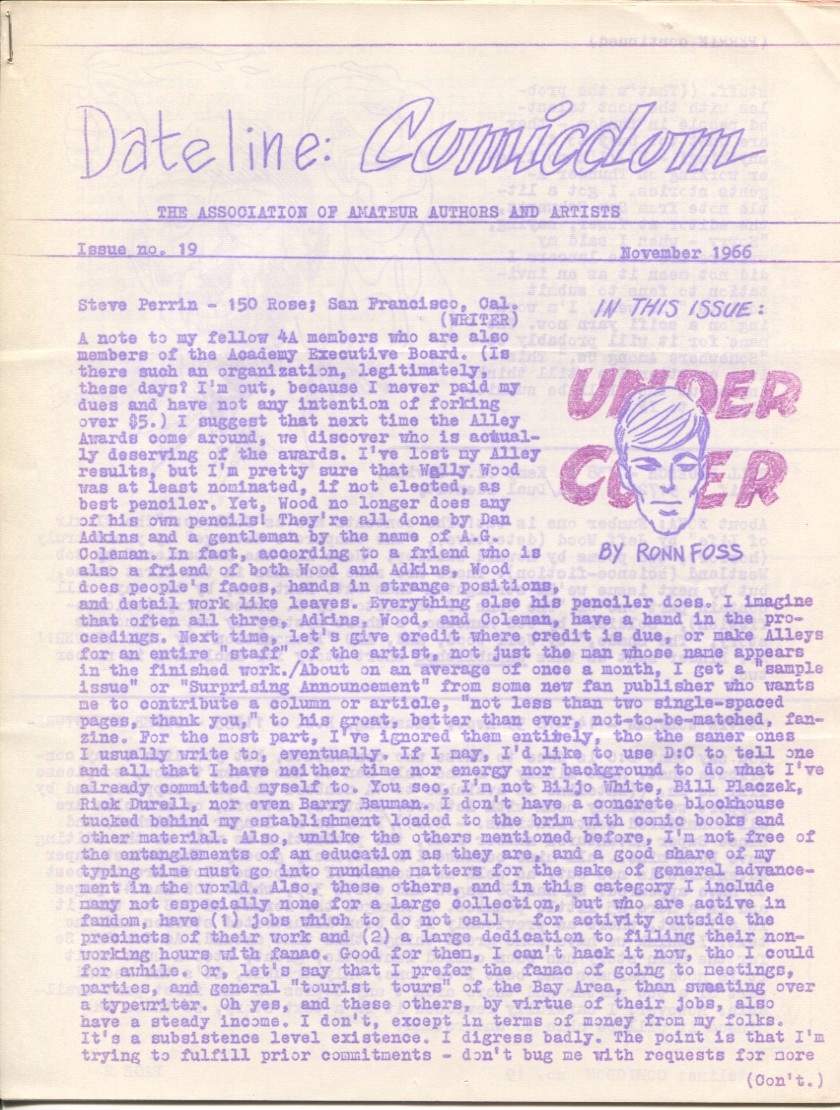 Dateline: Comicdom
THE ASSOCIATION OF AMATEUR AUTHORS AND ARTISTS
Issue no. 19
November 1966
Steve Perrin - 150 Rose; San Francisco, Cal.
(WRITER)
A note to my fellow 4A members who are also
members of the Academy Executive Board. (Is
there such an organization, legitimately,
these days? I'm out, because I never paid my
dues and have not any intention of forking
over $5.) I suggest that next time the Alley
Awards come around, we discover who is actual-
ly deserving of the awards. I've lost my Alley
results, but I'm pretty sure that Wally Wood
was at least nominated, if not elected, as
best penciler. Yet, Wood no longer does any
of his own pencils! They're all done by Dan
Adkins and a gentleman by the name of A.G.
Coleman. In fact, according to a friend who is
also a friend of both Wood and Adkins, Wood
does people's faces, hands in strange positions,
and detail work like leaves. Everything else his penciler does. I imagine
that often all three, Adkins, Wood, and Coleman, have a hand in the pro-
ceedings. Next time, let's give credit where credit is due, or make Alleys
for an entire "staff" of the artist, not just the man whose name appears
in the finished work./About on an average of once a month, I get a "sample
issue" or "Surprising Announcement" from some new fan publisher who wants
me to contribute a column or article, "not less than two single-spaced
pages, thank you," to his great, better than ever, not-to-be-matched, fan-
zine. For the most part, I've ignored them entirely, tho the saner ones
I usually write to, eventually. If I may, I'd like to use D:C to tell one
and all that I have neither time nor energy nor background to do what I've
already committed myself to. You see, I'm not Biljo White, Bill Placzek,
Rick Durell, nor even Barry Bauman. I don't have a concrete blockhouse
tucked behind my establishment loaded to the brim with comic books and
other material. Also, unlike the others mentioned before, I'm not free of
the entanglements of an education as they are, and a good share of my
typing time must go into mundane matters for the sake of general advance-
ment in the world. Also, these others, and in this category I include
many not especially none for a large collection, but who are active in
fandom, have (1) jobs which to do not call for activity outside the
precincts of their work and (2) a large dedication to filling their non-
working hours with fanac. Good for them, I can't hack it now, tho I could
for awhile. Or, let's say that I prefer the fanac of going to meetings,
parties, and general "tourist tours" of the Bay Area, than sweating over
a typewriter. Oh yes, and these others, by virtue of their jobs, also
have a steady income. I don't, except in terms of money from my folks.
It's a subsistence level existence. I digress badly. The point is that I'm
trying to fulfill prior commitments - don't bug me with requests for more
(Con't.)
IN THIS ISSUE:
UNDER
COVER
BY RONN FOSS